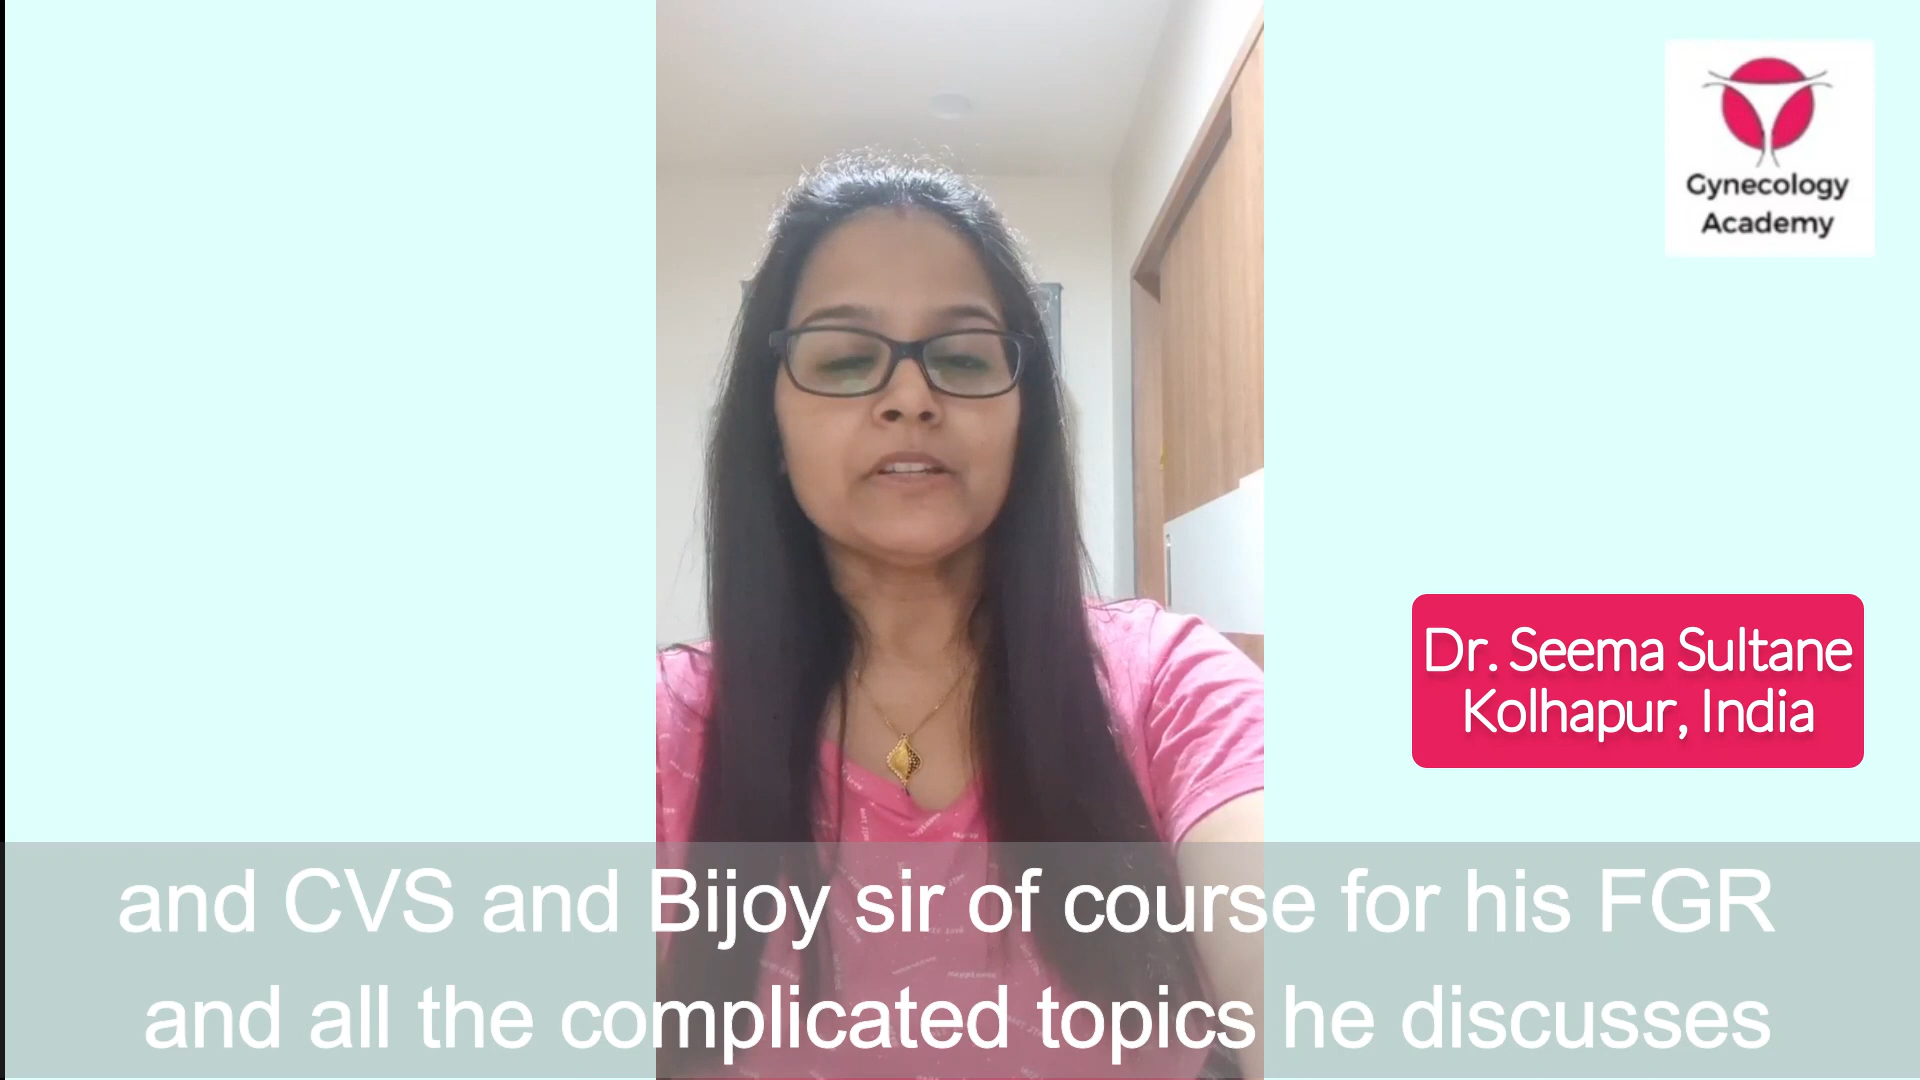 Gynecology
Academy
Dr. Seema Sultane
Kolhapur, India
and CVS and Bijoy sir of course for his FGR
and all the complicated topics he discusses